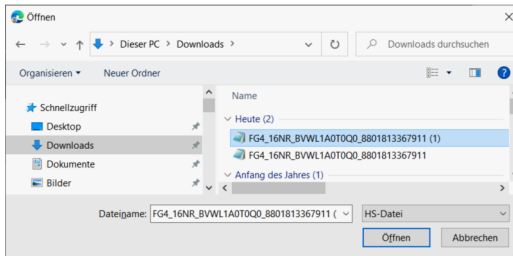 Öffnen
Dieser PC > Downloads >
Downloads durchsuchen
Organisieren
Neuer Ordner
Name
Schnellzugriff
Desktop
Downloads
Dokumente
Bilder
Heute (2)
FG4_16NR_BVWL1A0T0Q0_8801813367911 (1)
FG4_16NR_BVWL1A0T0Q0_8801813367911
Anfang des Jahres (1)
Dateiname: FG4_16NR_BVWL1A0T0Q0_8801813367911 (
HS-Datei
Öffnen
Abbrechen